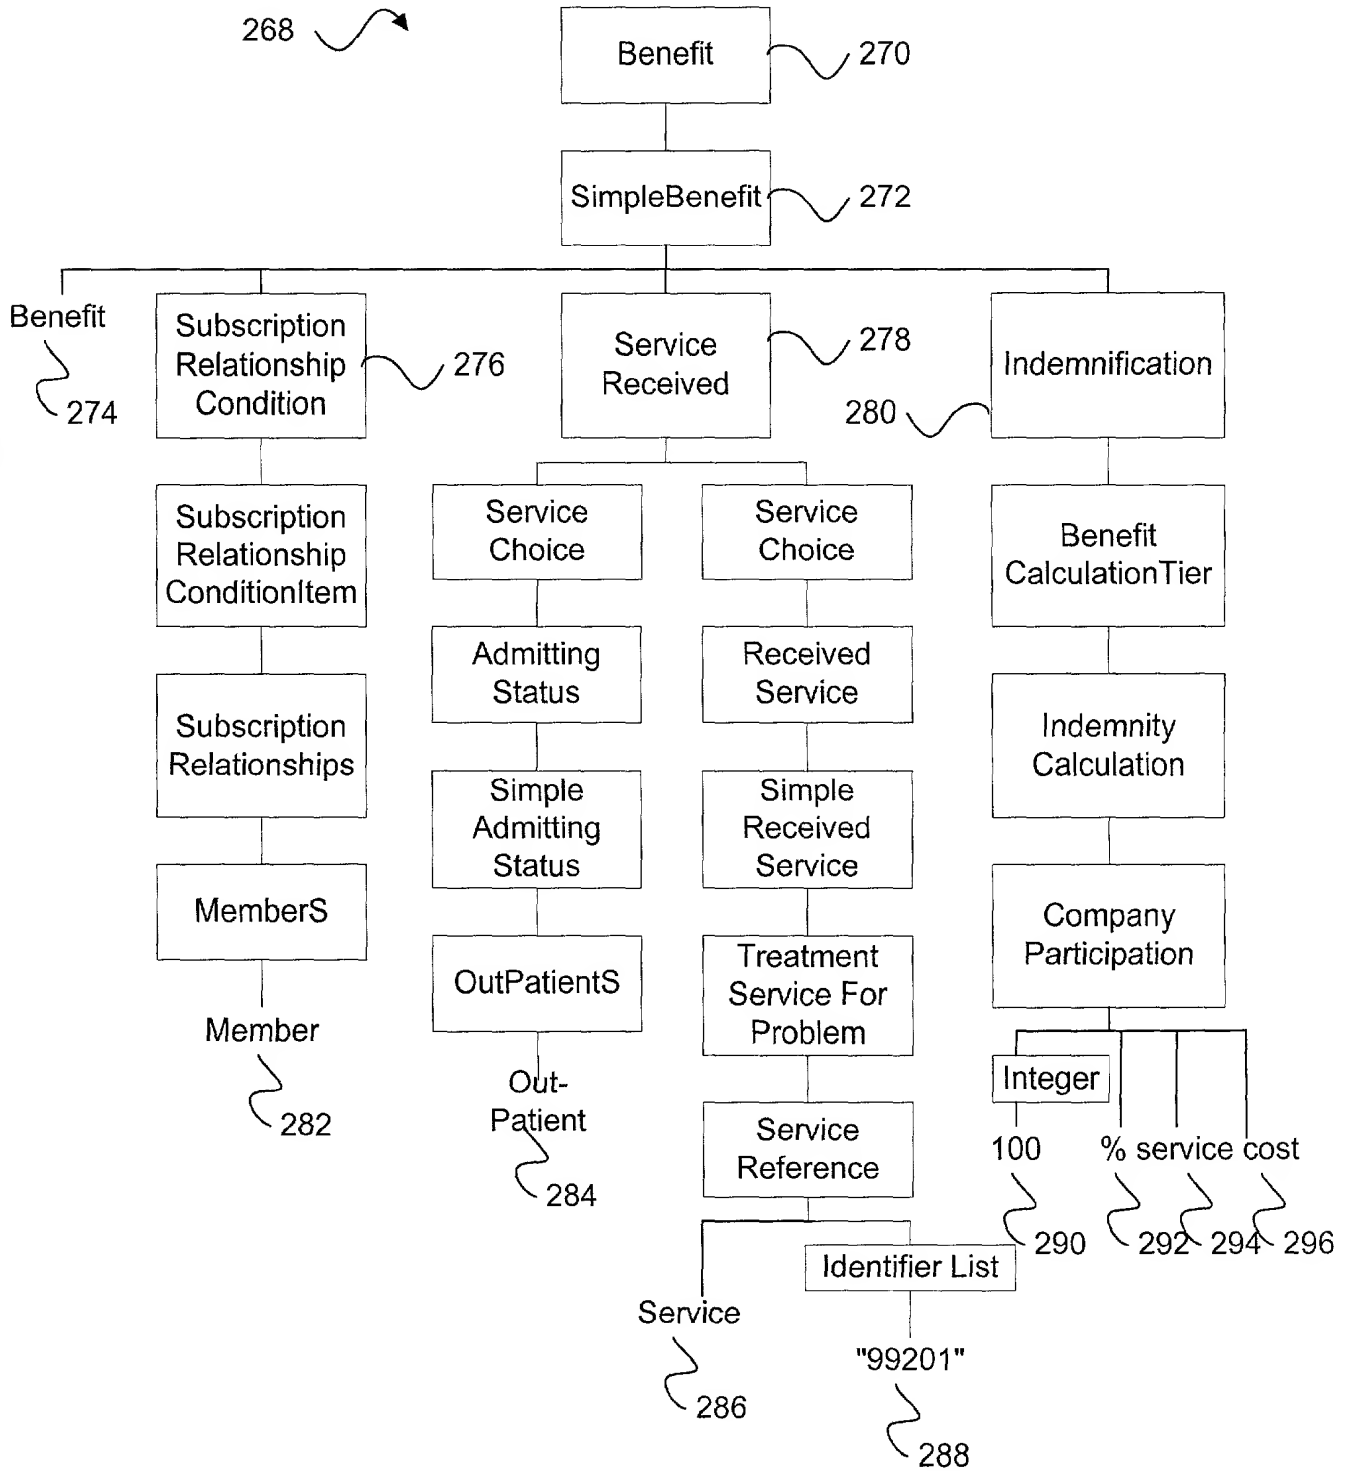 268
Benefit
270
SimpleBenefit
272
Benefit
274
Subscription
Relationship
Condition
276
Service
Received
278
Indemnification
280
Subscription
Relationship
ConditionItem
Service
Choice
Service
Choice
Benefit
CalculationTier
Subscription
Relationships
Admitting
Status
Received
Service
Indemnity
Calculation
Simple
Admitting
Status
Simple
Received
Service
MemberS
Company
Participation
OutPatientS
Treatment
Service For
Problem
Member
282
Out-
Patient
284
Integer
100
% service cost
290
292
294
296
Service
Reference
Identifier List
Service
286
"99201"
288